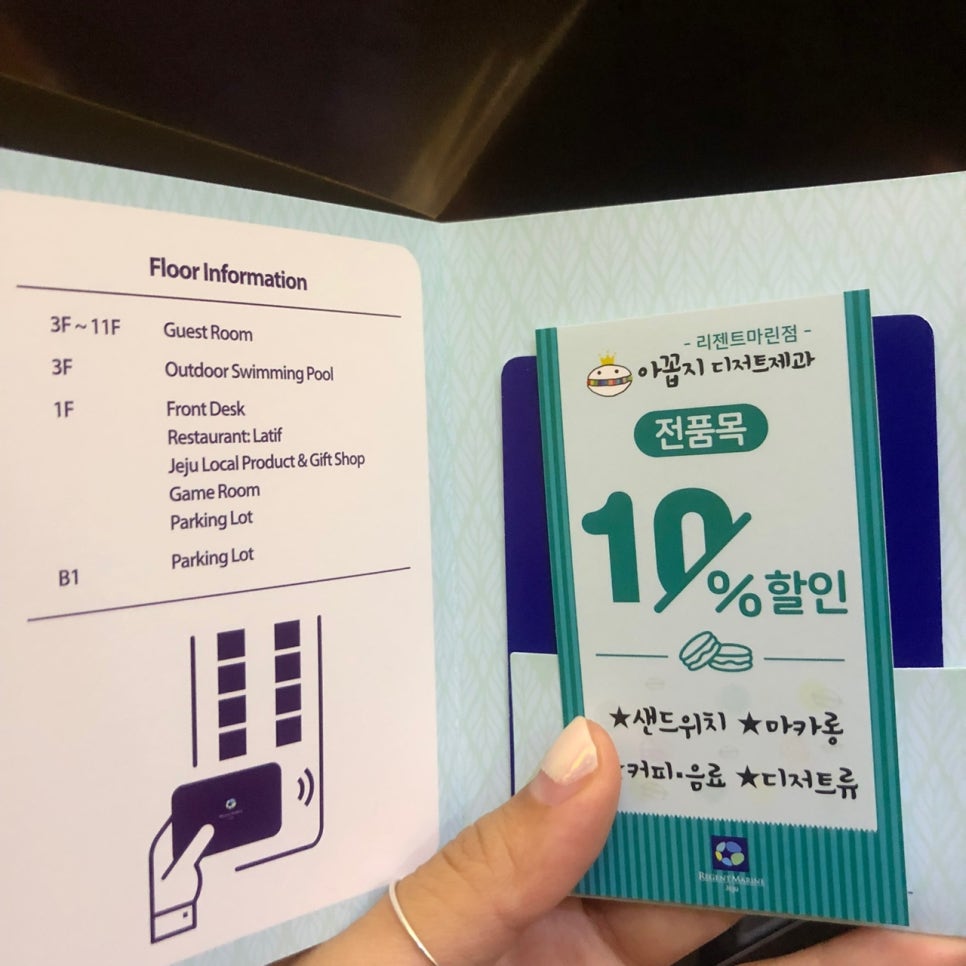 Floor Information
3F ~ 11F Guest Room
3F Outdoor Swimming Pool
1F Front Desk
Restaurant: Latif
Jeju Local Product & Gift Shop
Game Room
Parking Lot
B1 Parking Lot
- 리젠트마린점 -
아꼽지 디저트제과
전품목
10% 할인
★샌드위치 ★마카롱
★커피·음료 ★디저트류
REGENT MARINE
Jeju